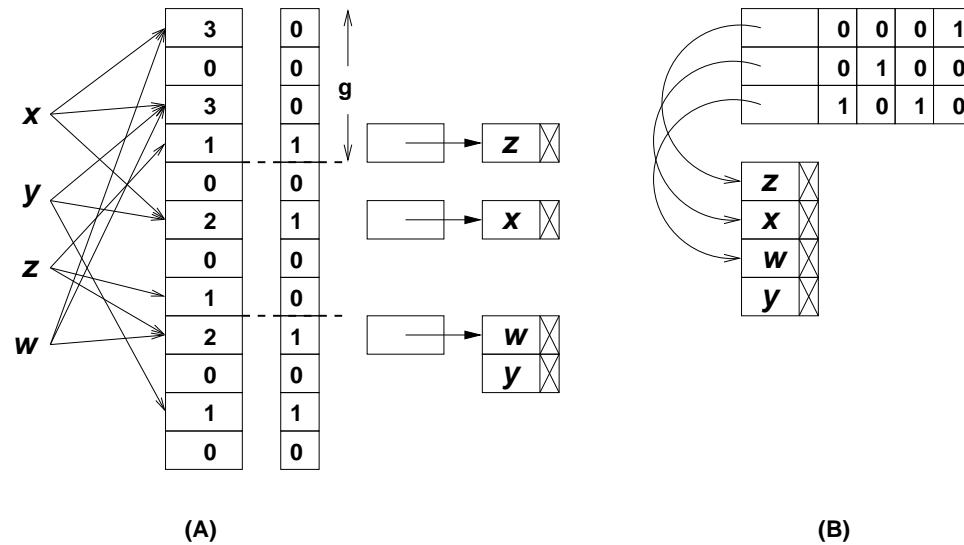 3 0 0 0 0 1
0 0 g 0 1 0 0
x 3 0 1 0 1 0
1 1 z
y 0 0 z
2 1 x x
z 0 0 w
1 0 y
w 2 1 w
0 0 y
1 1
0 0
(A) (B)